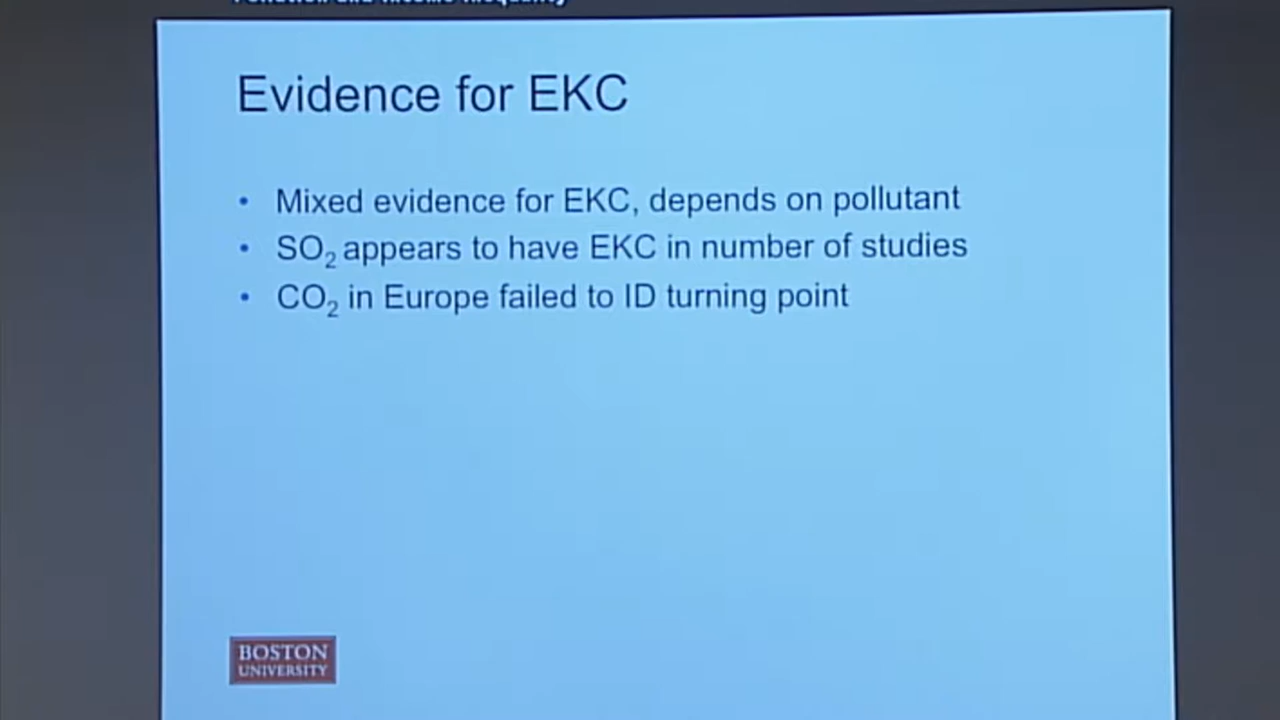 Evidence for EKC
• Mixed evidence for EKC, depends on pollutant
• SO₂ appears to have EKC in number of studies
• CO₂ in Europe failed to ID turning point
BOSTON
UNIVERSITY